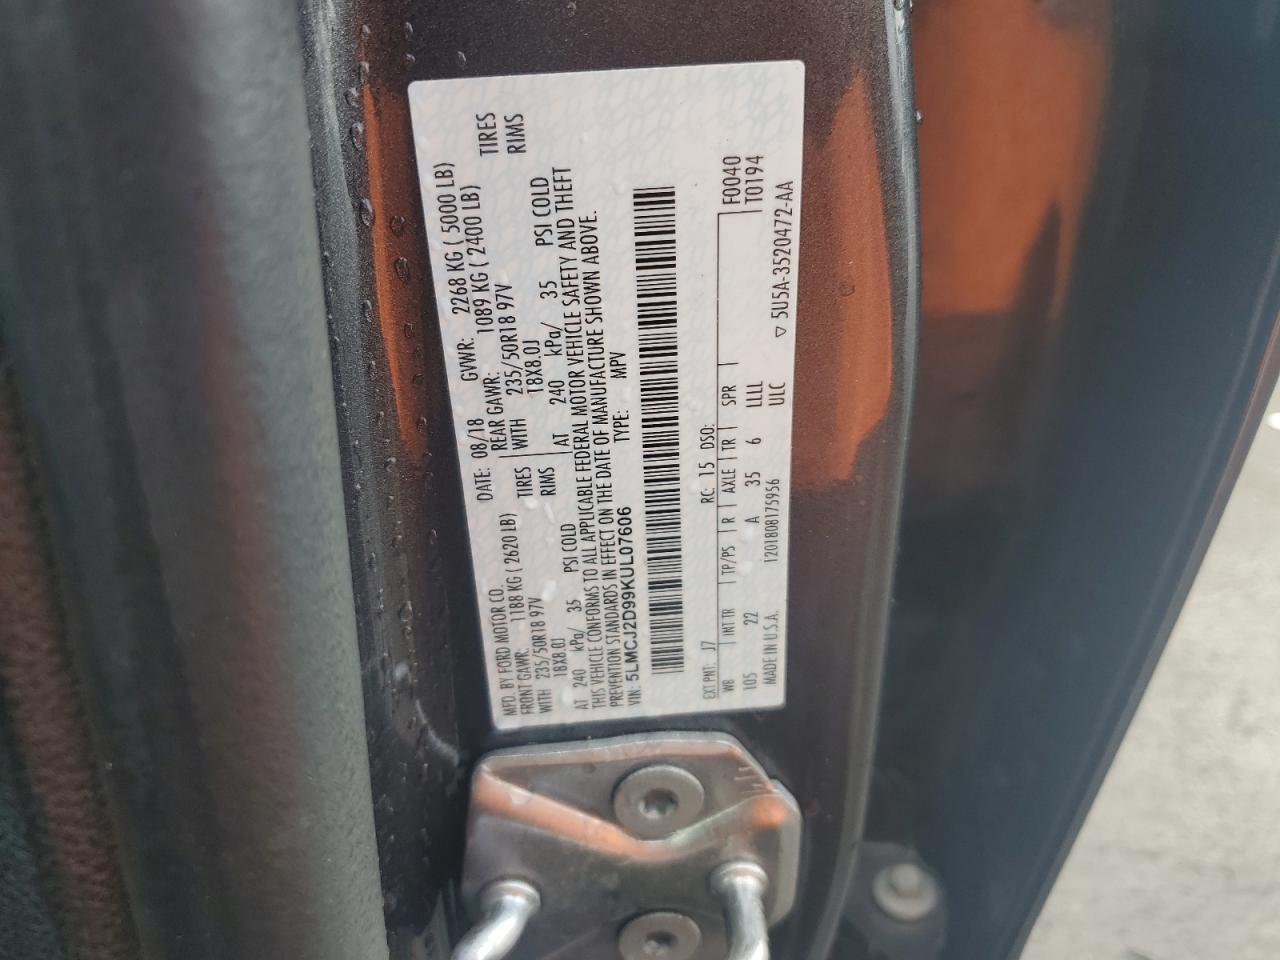 MFD. BY FORD MOTOR CO. DATE: 08/18 GVWR: 2268 KG ( 5000 LB)
FRONT GAWR: 1188 KG ( 2620 LB) REAR GAWR: 1089 KG ( 2400 LB)
WITH 235/50R18 97V TIRES WITH 235/50R18 97V TIRES
18X8.0J RIMS 18X8.0J RIMS
AT 240 kPa/ 35 PSI COLD AT 240 kPa/ 35 PSI COLD
THIS VEHICLE CONFORMS TO ALL APPLICABLE FEDERAL MOTOR VEHICLE SAFETY AND THEFT
PREVENTION STANDARDS IN EFFECT ON THE DATE OF MANUFACTURE SHOWN ABOVE.
VIN: 5LMCJ2D99KUL07606 TYPE: MPV
EXT PNT: J7 RC: 15 DSO:
WB INT TR TP/PS R AXLE TR SPR F0040
105 22 A 35 6 LLLL T0194
MADE IN U.S.A. 1201808175956 ULC
▽ 5U5A-3520472-AA